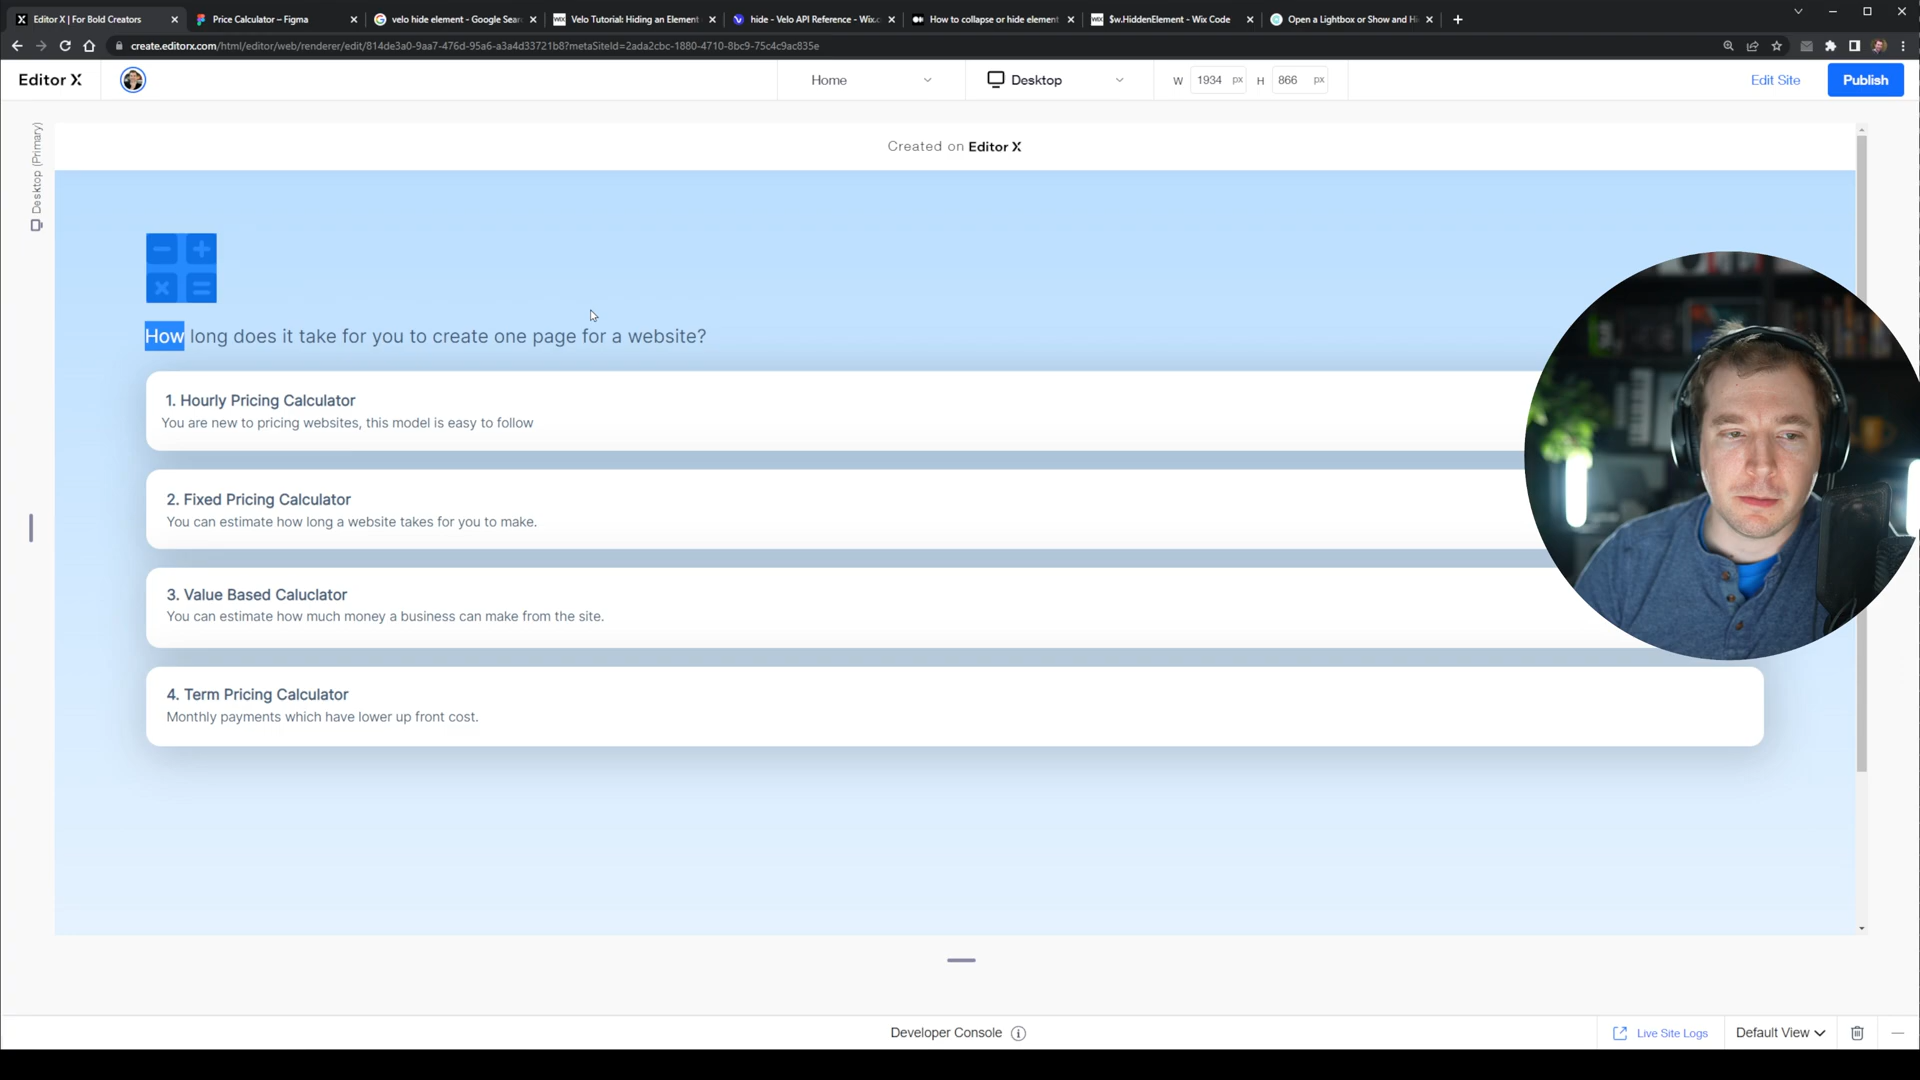 Editor X | For Bold Creators
Price Calculator – Figma
velo hide element - Google Sear
Velo Tutorial: Hiding an Element
hide - Velo API Reference - Wix.c
How to collapse or hide element
$w.HiddenElement - Wix Code
Open a Lightbox or Show and Hi
create.editorx.com/html/editor/web/renderer/edit/814de3a0-9aa7-476d-95a6-a3a4d33721b8?metaSiteId=2ada2cbc-1880-4710-8bc9-75c4c9ac835e
Editor X
Home
Desktop
W 1934 px H 866 px
Edit Site
Publish
Desktop (Primary)
Created on Editor X
How long does it take for you to create one page for a website?
1. Hourly Pricing Calculator
You are new to pricing websites, this model is easy to follow
2. Fixed Pricing Calculator
You can estimate how long a website takes for you to make.
3. Value Based Caluclator
You can estimate how much money a business can make from the site.
4. Term Pricing Calculator
Monthly payments which have lower up front cost.
Developer Console
Live Site Logs
Default View